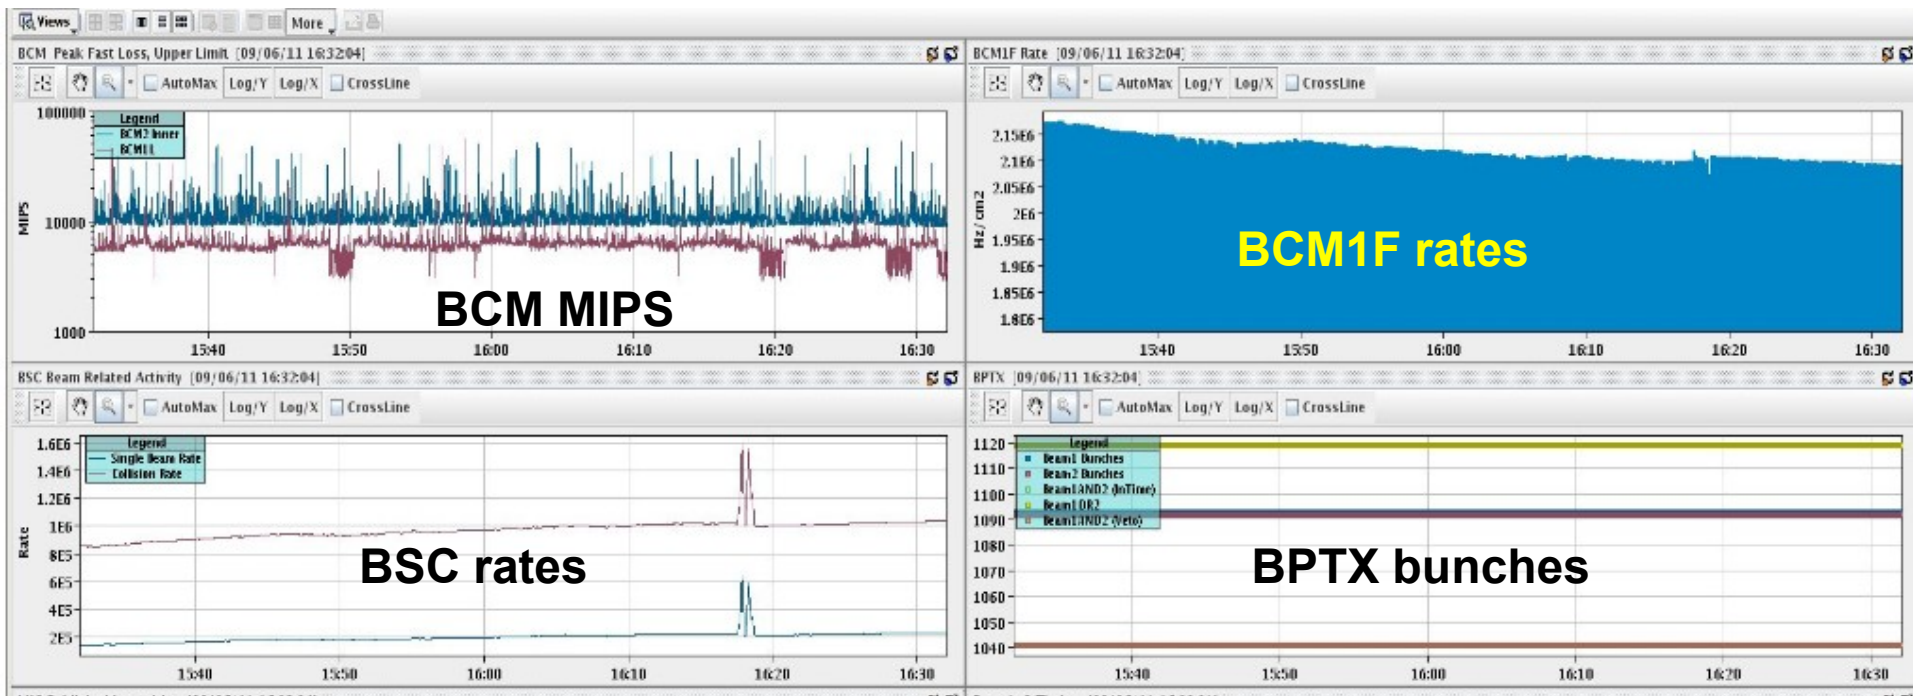 Views More
BCM Peak Fast Loss, Upper Limit [09/06/11 16:32:04]
AutoMax Log/Y Log/X CrossLine
100000
Legend
BCM2 Inner
BCM1L
10000
MIPS
1000
BCM MIPS
15:40 15:50 16:00 16:10 16:20 16:30
BCM1F Rate [09/06/11 16:32:04]
AutoMax Log/Y Log/X CrossLine
2.15E6
2.1E6
2.05E6
2E6
1.95E6
1.9E6
1.85E6
1.8E6
Hz/cm2
BCM1F rates
15:40 15:50 16:00 16:10 16:20 16:30
BSC Beam Related Activity [09/06/11 16:32:04]
AutoMax Log/Y Log/X CrossLine
Legend
Single Beam Rate
Collision Rate
1.6E6
1.4E6
1.2E6
1E6
8E5
6E5
4E5
2E5
Rate
BSC rates
15:40 15:50 16:00 16:10 16:20 16:30
BPTX [09/06/11 16:32:04]
AutoMax Log/Y Log/X CrossLine
Legend
Beam1 Bunches
Beam2 Bunches
Beam1AND2 (InTime)
Beam1OR2
Beam1AND2 (Veto)
1120
1110
1100
1090
1080
1070
1060
1050
1040
BPTX bunches
15:40 15:50 16:00 16:10 16:20 16:30